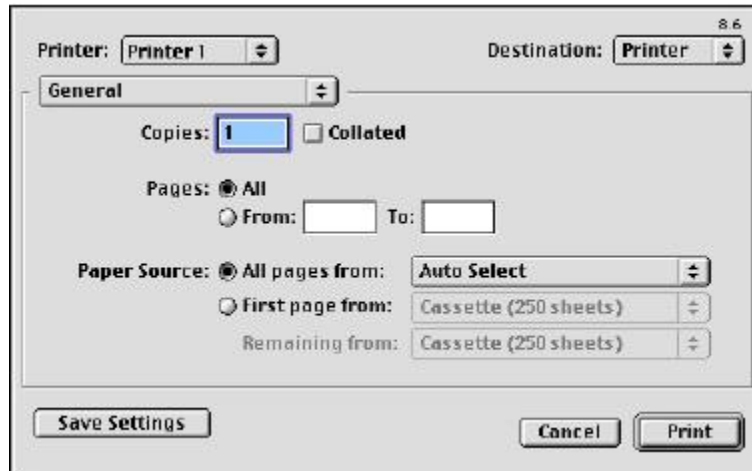 8.6
Printer: Printer 1 Destination: Printer
General
Copies: 1 Collated
Pages: All
From: To:
Paper Source: All pages from: Auto Select
First page from: Cassette (250 sheets)
Remaining from: Cassette (250 sheets)
Save Settings Cancel Print